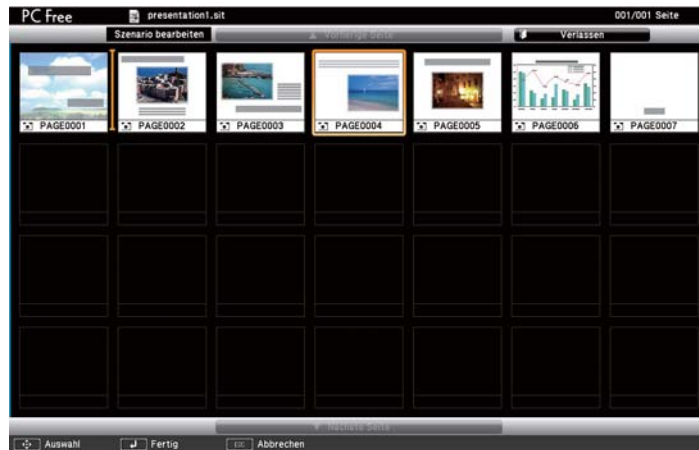 PC Free presentation1.sit 001/001 Seite
Szenario bearbeiten ▲ Vorherige Seite Verlassen
PAGE0001 PAGE0002 PAGE0003 PAGE0004 PAGE0005 PAGE0006 PAGE0007
▼ Nächste Seite
Auswahl Fertig ESC Abbrechen